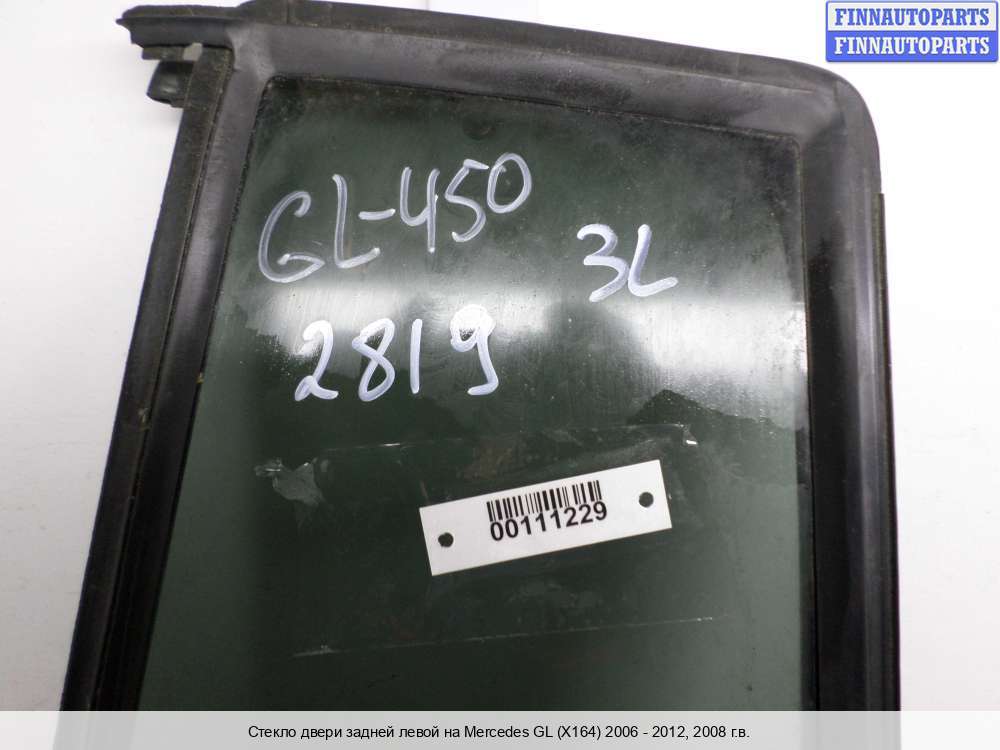 FINNAUTOPARTS
FINNAUTOPARTS
GL-450
3L
2819
00111229
Стекло двери задней левой на Mercedes GL (X164) 2006 - 2012, 2008 г.в.